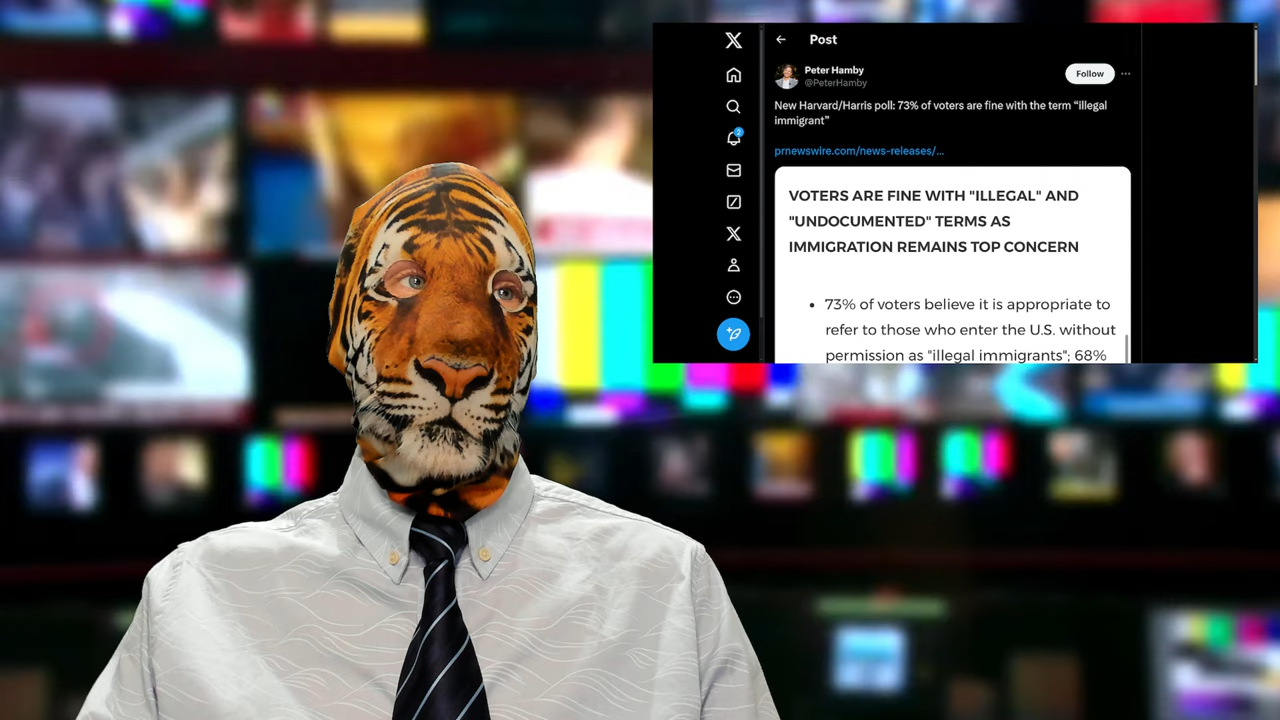 Post
Peter Hamby
@PeterHamby
Follow
New Harvard/Harris poll: 73% of voters are fine with the term “illegal
immigrant”
prnewswire.com/news-releases/...
2
VOTERS ARE FINE WITH "ILLEGAL" AND
"UNDOCUMENTED" TERMS AS
IMMIGRATION REMAINS TOP CONCERN
• 73% of voters believe it is appropriate to
refer to those who enter the U.S. without
permission as "illegal immigrants"; 68%